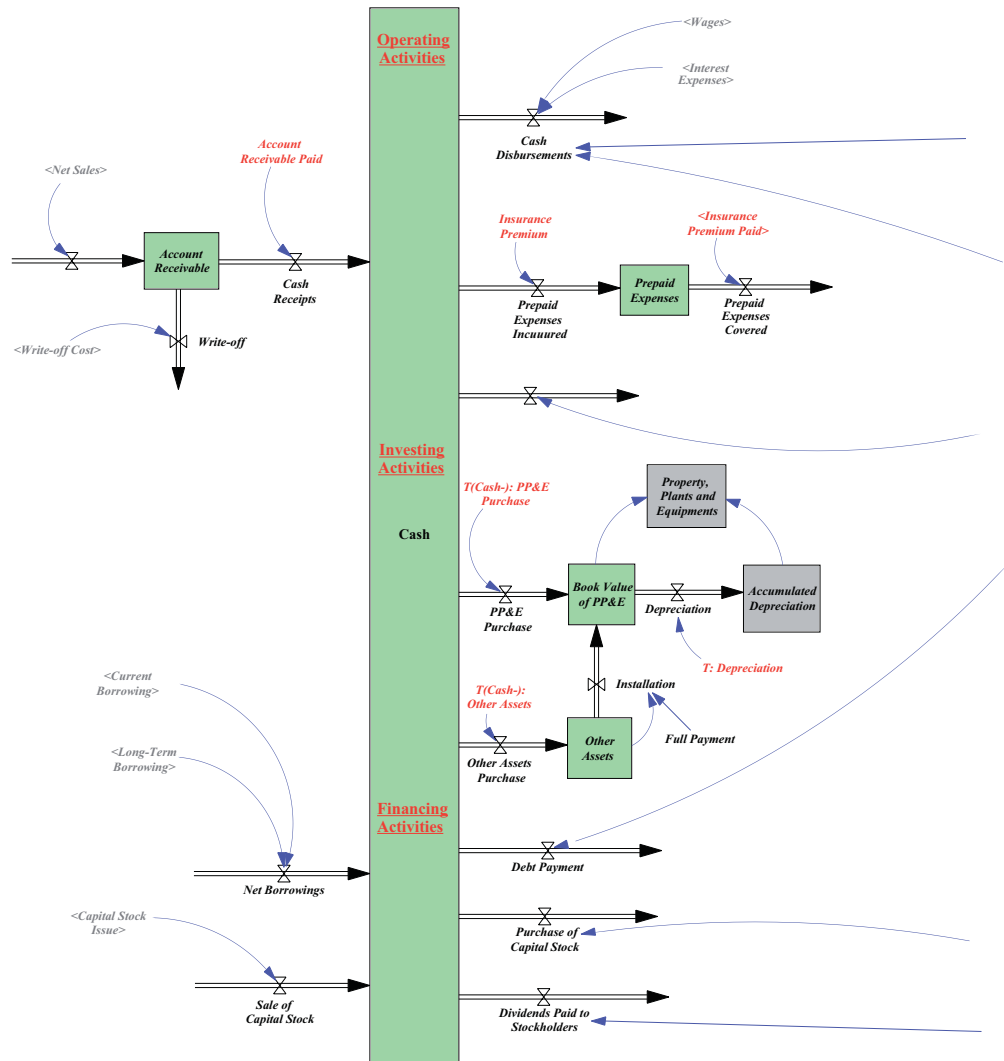 Operating
Activities
<Wages>
<Interest
Expenses>
Cash
Disbursements
Account
Receivable Paid
<Net Sales>
Account
Receivable
Cash
Receipts
Insurance
Premium
<Insurance
Premium Paid>
Prepaid
Expenses
Incuuured
Prepaid
Expenses
Prepaid
Expenses
Covered
<Write-off Cost>
Write-off
Investing
Activities
T(Cash-): PP&E
Purchase
Property,
Plants and
Equipments
Cash
PP&E
Purchase
Book Value
of PP&E
Depreciation
Accumulated
Depreciation
T: Depreciation
<Current
Borrowing>
T(Cash-):
Other Assets
Installation
<Long-Term
Borrowing>
Other Assets
Purchase
Other
Assets
Full Payment
Financing
Activities
Net Borrowings
Debt Payment
<Capital Stock
Issue>
Purchase of
Capital Stock
Sale of
Capital Stock
Dividends Paid to
Stockholders